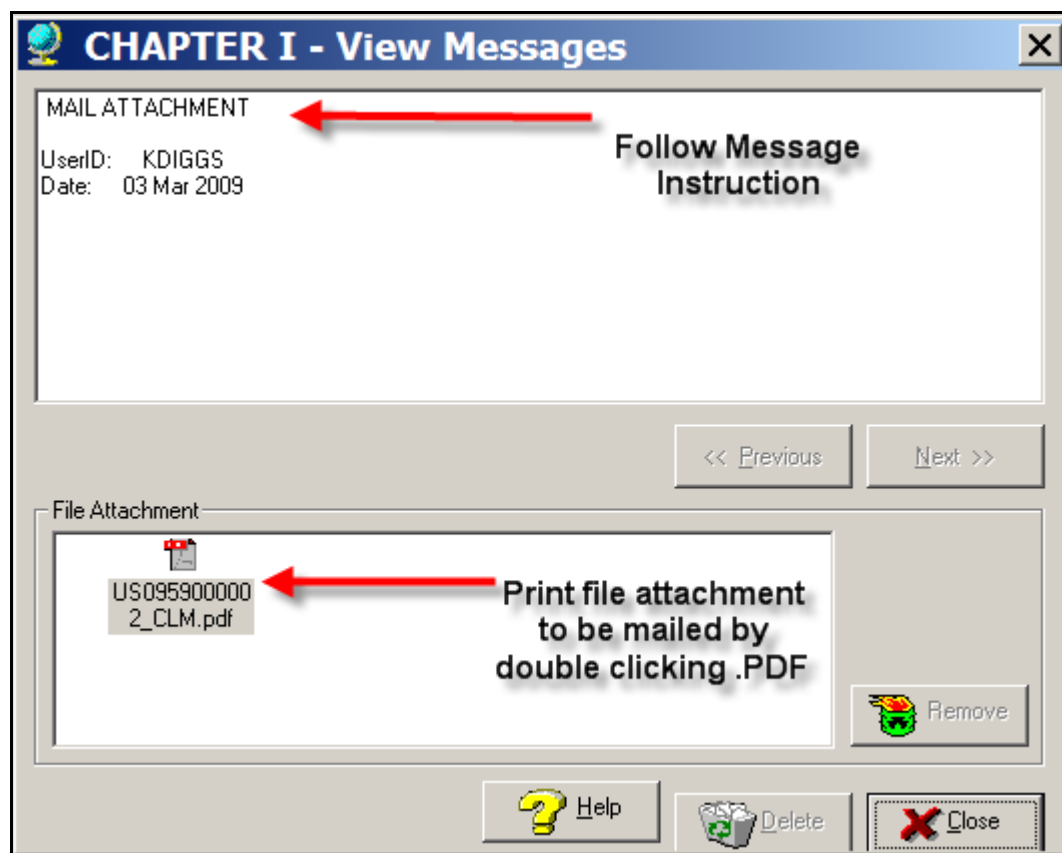 CHAPTER I - View Messages
MAIL ATTACHMENT
UserID: KDIGGS
Date: 03 Mar 2009
Follow Message
Instruction
<< Previous
Next >>
File Attachment
US095900000
2_CLM.pdf
Print file attachment
to be mailed by
double clicking .PDF
Remove
Help
Delete
Close